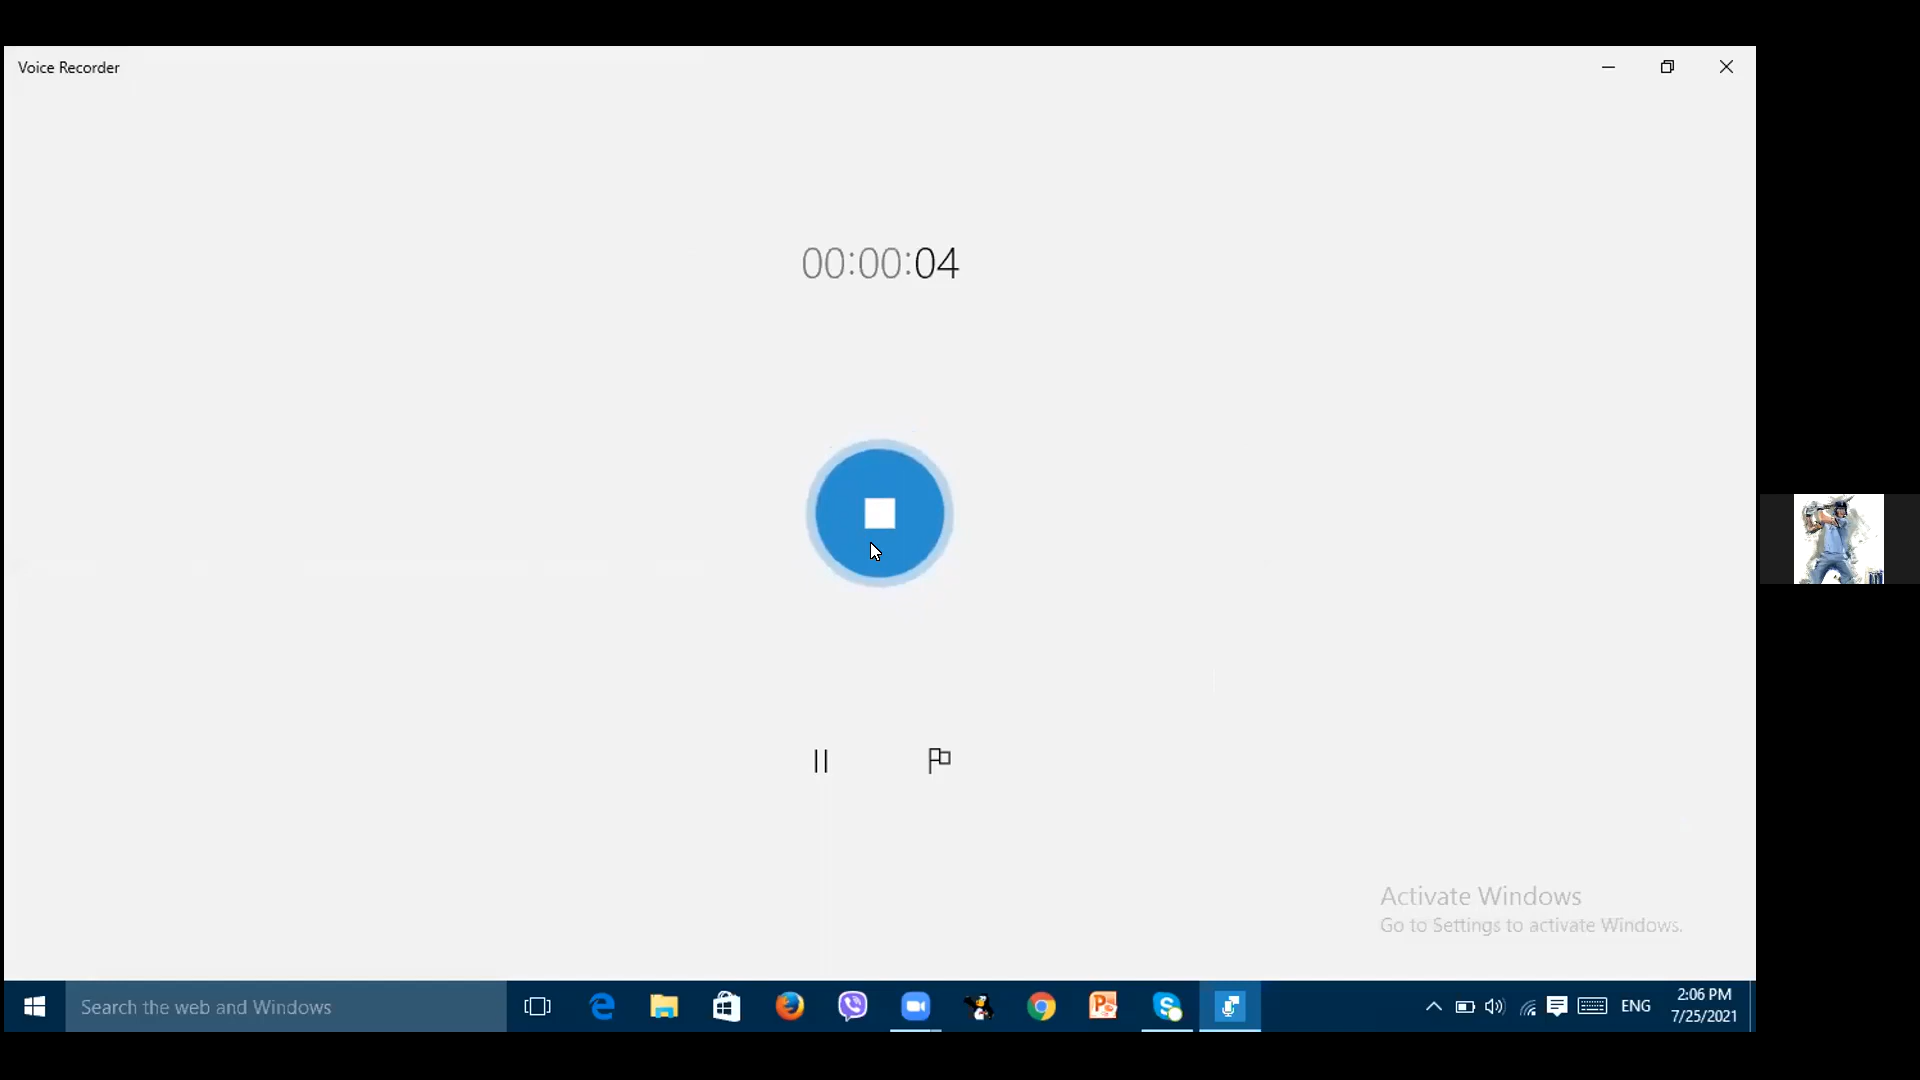 Voice Recorder
00:00:04
Activate Windows
Go to Settings to activate Windows.
Search the web and Windows
ENG
2:06 PM
7/25/2021